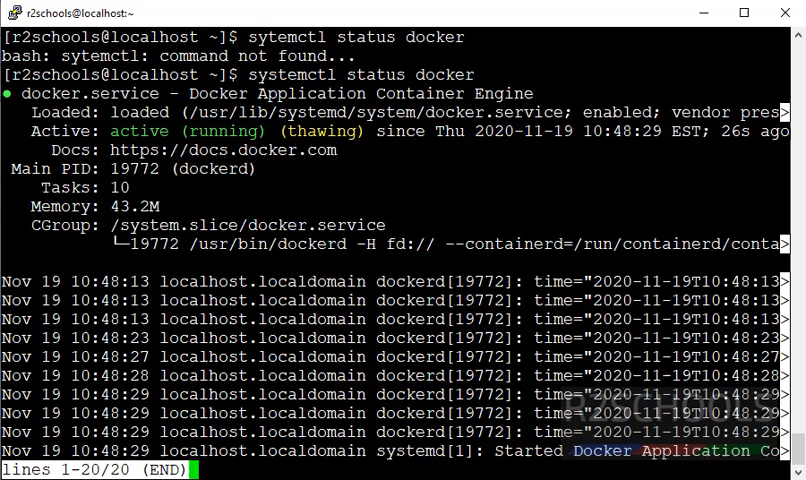 r2schools@localhost:~
[r2schools@localhost ~]$ sytemctl status docker
bash: sytemctl: command not found...
[r2schools@localhost ~]$ systemctl status docker
● docker.service - Docker Application Container Engine
Loaded: loaded (/usr/lib/systemd/system/docker.service; enabled; vendor pres>
Active: active (running) (thawing) since Thu 2020-11-19 10:48:29 EST; 26s ago
Docs: https://docs.docker.com
Main PID: 19772 (dockerd)
Tasks: 10
Memory: 43.2M
CGroup: /system.slice/docker.service
└─19772 /usr/bin/dockerd -H fd:// --containerd=/run/containerd/conta>
Nov 19 10:48:13 localhost.localdomain dockerd[19772]: time="2020-11-19T10:48:13>
Nov 19 10:48:13 localhost.localdomain dockerd[19772]: time="2020-11-19T10:48:13>
Nov 19 10:48:13 localhost.localdomain dockerd[19772]: time="2020-11-19T10:48:13>
Nov 19 10:48:23 localhost.localdomain dockerd[19772]: time="2020-11-19T10:48:23>
Nov 19 10:48:27 localhost.localdomain dockerd[19772]: time="2020-11-19T10:48:27>
Nov 19 10:48:28 localhost.localdomain dockerd[19772]: time="2020-11-19T10:48:28>
Nov 19 10:48:29 localhost.localdomain dockerd[19772]: time="2020-11-19T10:48:29>
Nov 19 10:48:29 localhost.localdomain dockerd[19772]: time="2020-11-19T10:48:29>
Nov 19 10:48:29 localhost.localdomain dockerd[19772]: time="2020-11-19T10:48:29>
Nov 19 10:48:29 localhost.localdomain systemd[1]: Started Docker Application Co>
lines 1-20/20 (END)
R2SCHOOLS